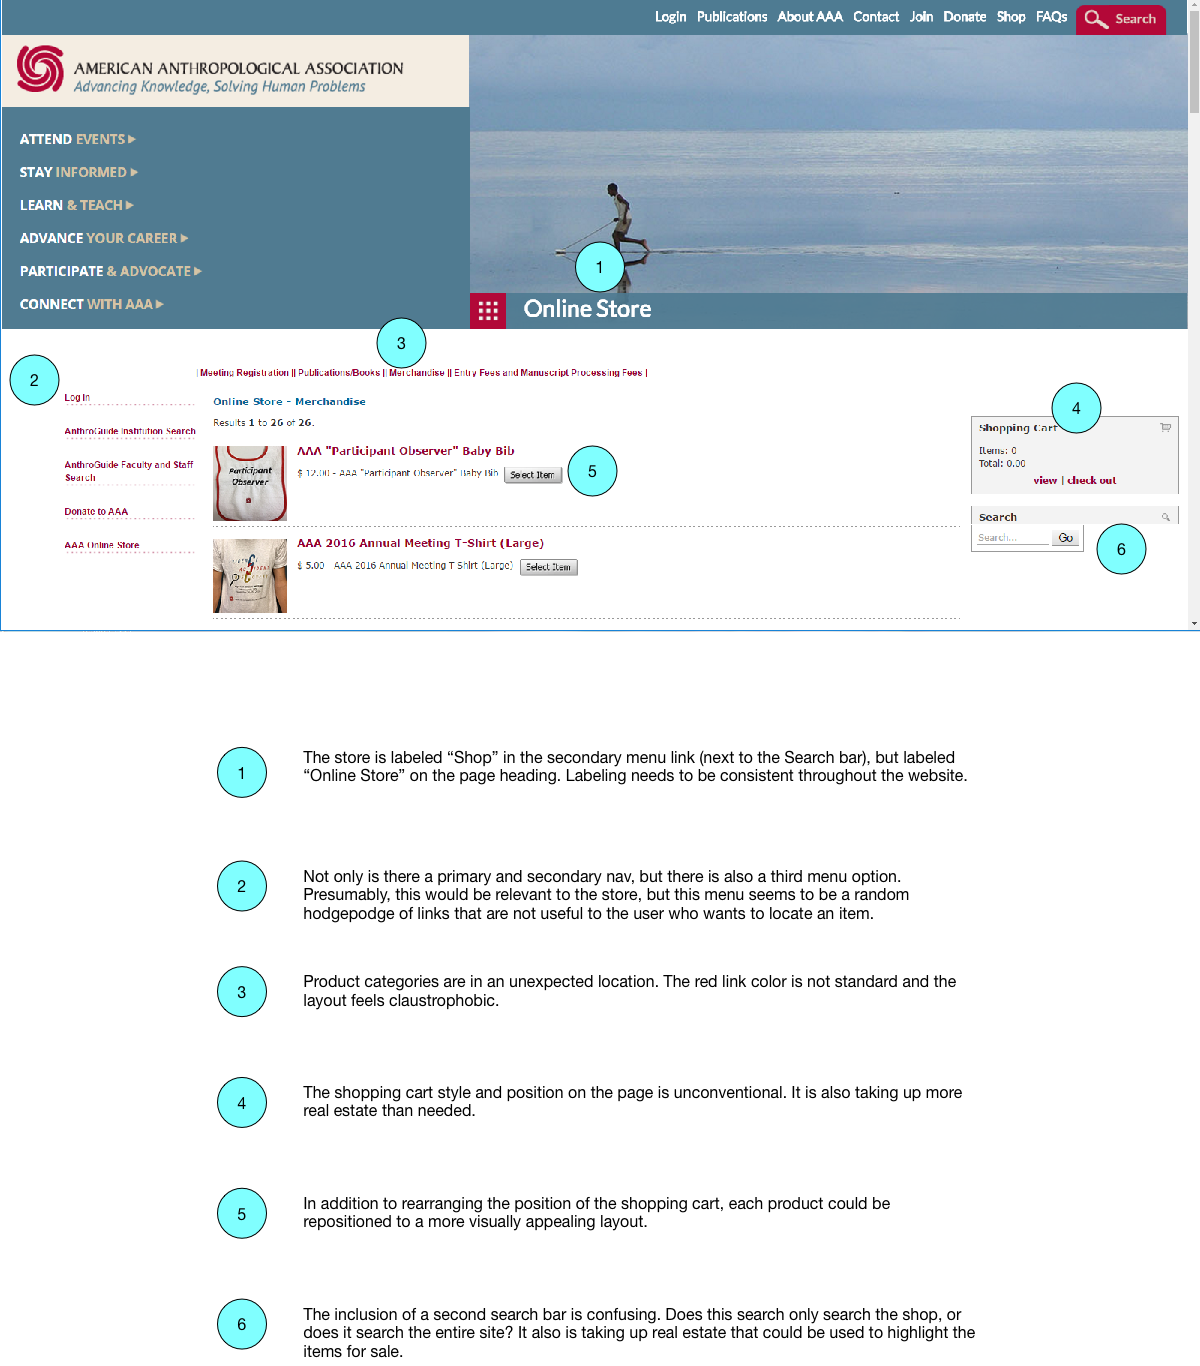 Login Publications About AAA Contact Join Donate Shop FAQs Search
AMERICAN ANTHROPOLOGICAL ASSOCIATION
Advancing Knowledge, Solving Human Problems
ATTEND EVENTS
STAY INFORMED
LEARN & TEACH
ADVANCE YOUR CAREER
PARTICIPATE & ADVOCATE
CONNECT WITH AAA
1
Online Store
3
2
| Meeting Registration || Publications/Books || Merchandise || Entry Fees and Manuscript Processing Fees |
Log In
AnthroGuide Institution Search
AnthroGuide Faculty and Staff
Search
Donate to AAA
AAA Online Store
Online Store - Merchandise
Results 1 to 26 of 26.
Participant
Observer
AAA "Participant Observer" Baby Bib
$ 12.00 - AAA "Participant Observer" Baby Bib Select Item
5
AAA 2016 Annual Meeting T-Shirt (Large)
$ 5.00 - AAA 2016 Annual Meeting T-Shirt (Large) Select Item
4
Shopping Cart
Items: 0
Total: 0.00
view | check out
Search
Search... Go
6
1
The store is labeled “Shop” in the secondary menu link (next to the Search bar), but labeled
“Online Store” on the page heading. Labeling needs to be consistent throughout the website.
2
Not only is there a primary and secondary nav, but there is also a third menu option.
Presumably, this would be relevant to the store, but this menu seems to be a random
hodgepodge of links that are not useful to the user who wants to locate an item.
3
Product categories are in an unexpected location. The red link color is not standard and the
layout feels claustrophobic.
4
The shopping cart style and position on the page is unconventional. It is also taking up more
real estate than needed.
5
In addition to rearranging the position of the shopping cart, each product could be
repositioned to a more visually appealing layout.
6
The inclusion of a second search bar is confusing. Does this search only search the shop, or
does it search the entire site? It also is taking up real estate that could be used to highlight the
items for sale.